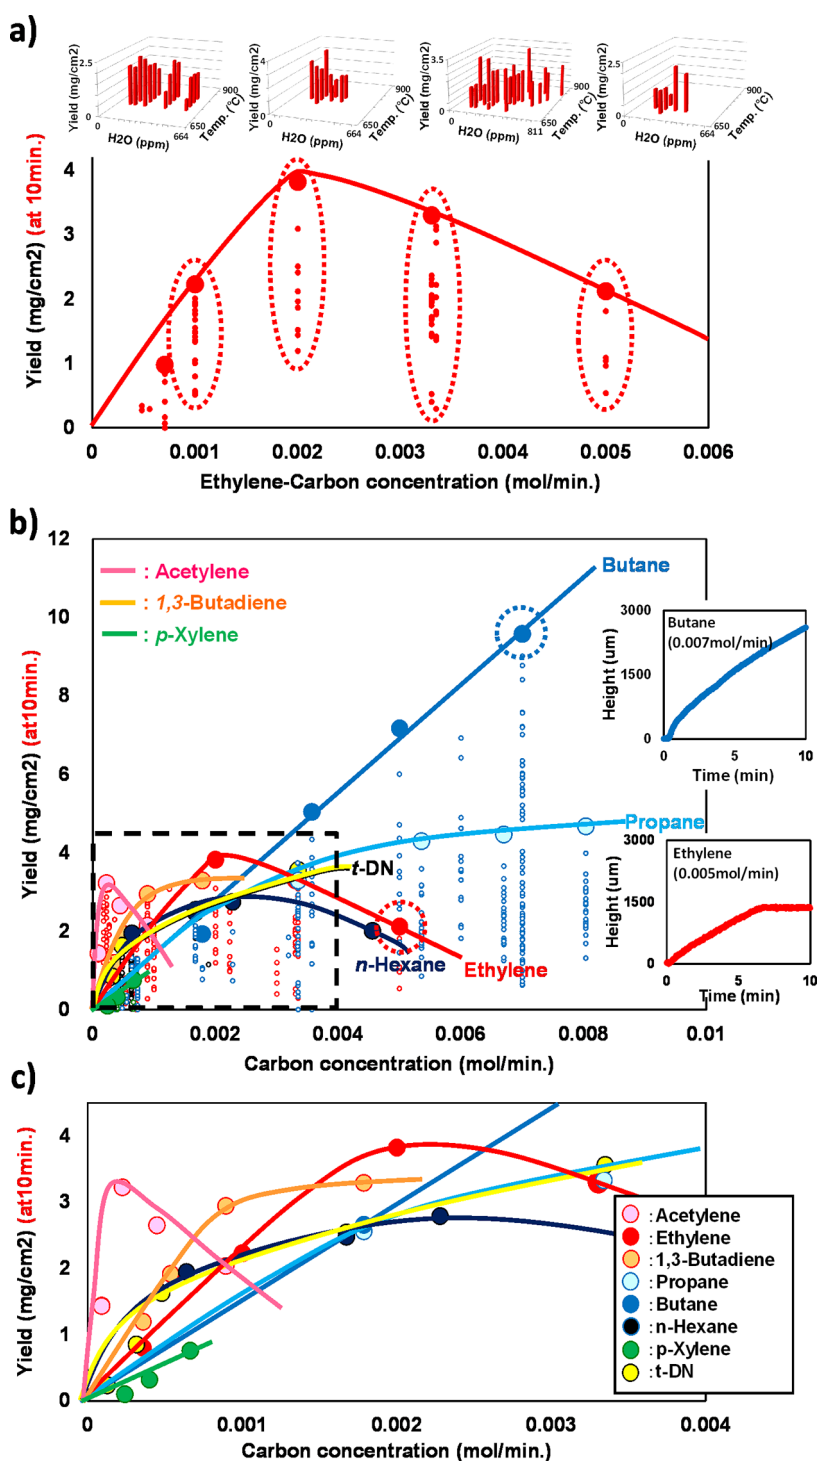 a)
2.5
Yield (mg/cm2)
0
0
H2O (ppm)
664
650
900
Temp. (°C)
4
Yield (mg/cm2)
0
0
H2O (ppm)
664
650
900
Temp. (°C)
3.5
Yield (mg/cm2)
0
0
H2O (ppm)
811
650
900
Temp. (°C)
2.5
Yield (mg/cm2)
0
0
H2O (ppm)
664
650
900
Temp. (°C)
Yield (mg/cm2) (at 10min.)
4
3
2
1
0
0 0.001 0.002 0.003 0.004 0.005 0.006
Ethylene-Carbon concentration (mol/min.)
b)
Yield (mg/cm2) (at10min.)
12
10
8
6
4
2
0
: Acetylene
: 1,3-Butadiene
: p-Xylene
Butane
Propane
t-DN
n-Hexane
Ethylene
Height (um)
3000
1500
0
Butane
(0.007mol/min)
0 5 10
Time (min)
Height (um)
3000
1500
0
Ethylene
(0.005mol/min)
0 5 10
Time (min)
0 0.002 0.004 0.006 0.008 0.01
Carbon concentration (mol/min.)
c)
Yield (mg/cm2) (at10min.)
4
3
2
1
0
: Acetylene
: Ethylene
: 1,3-Butadiene
: Propane
: Butane
: n-Hexane
: p-Xylene
: t-DN
0 0.001 0.002 0.003 0.004
Carbon concentration (mol/min.)